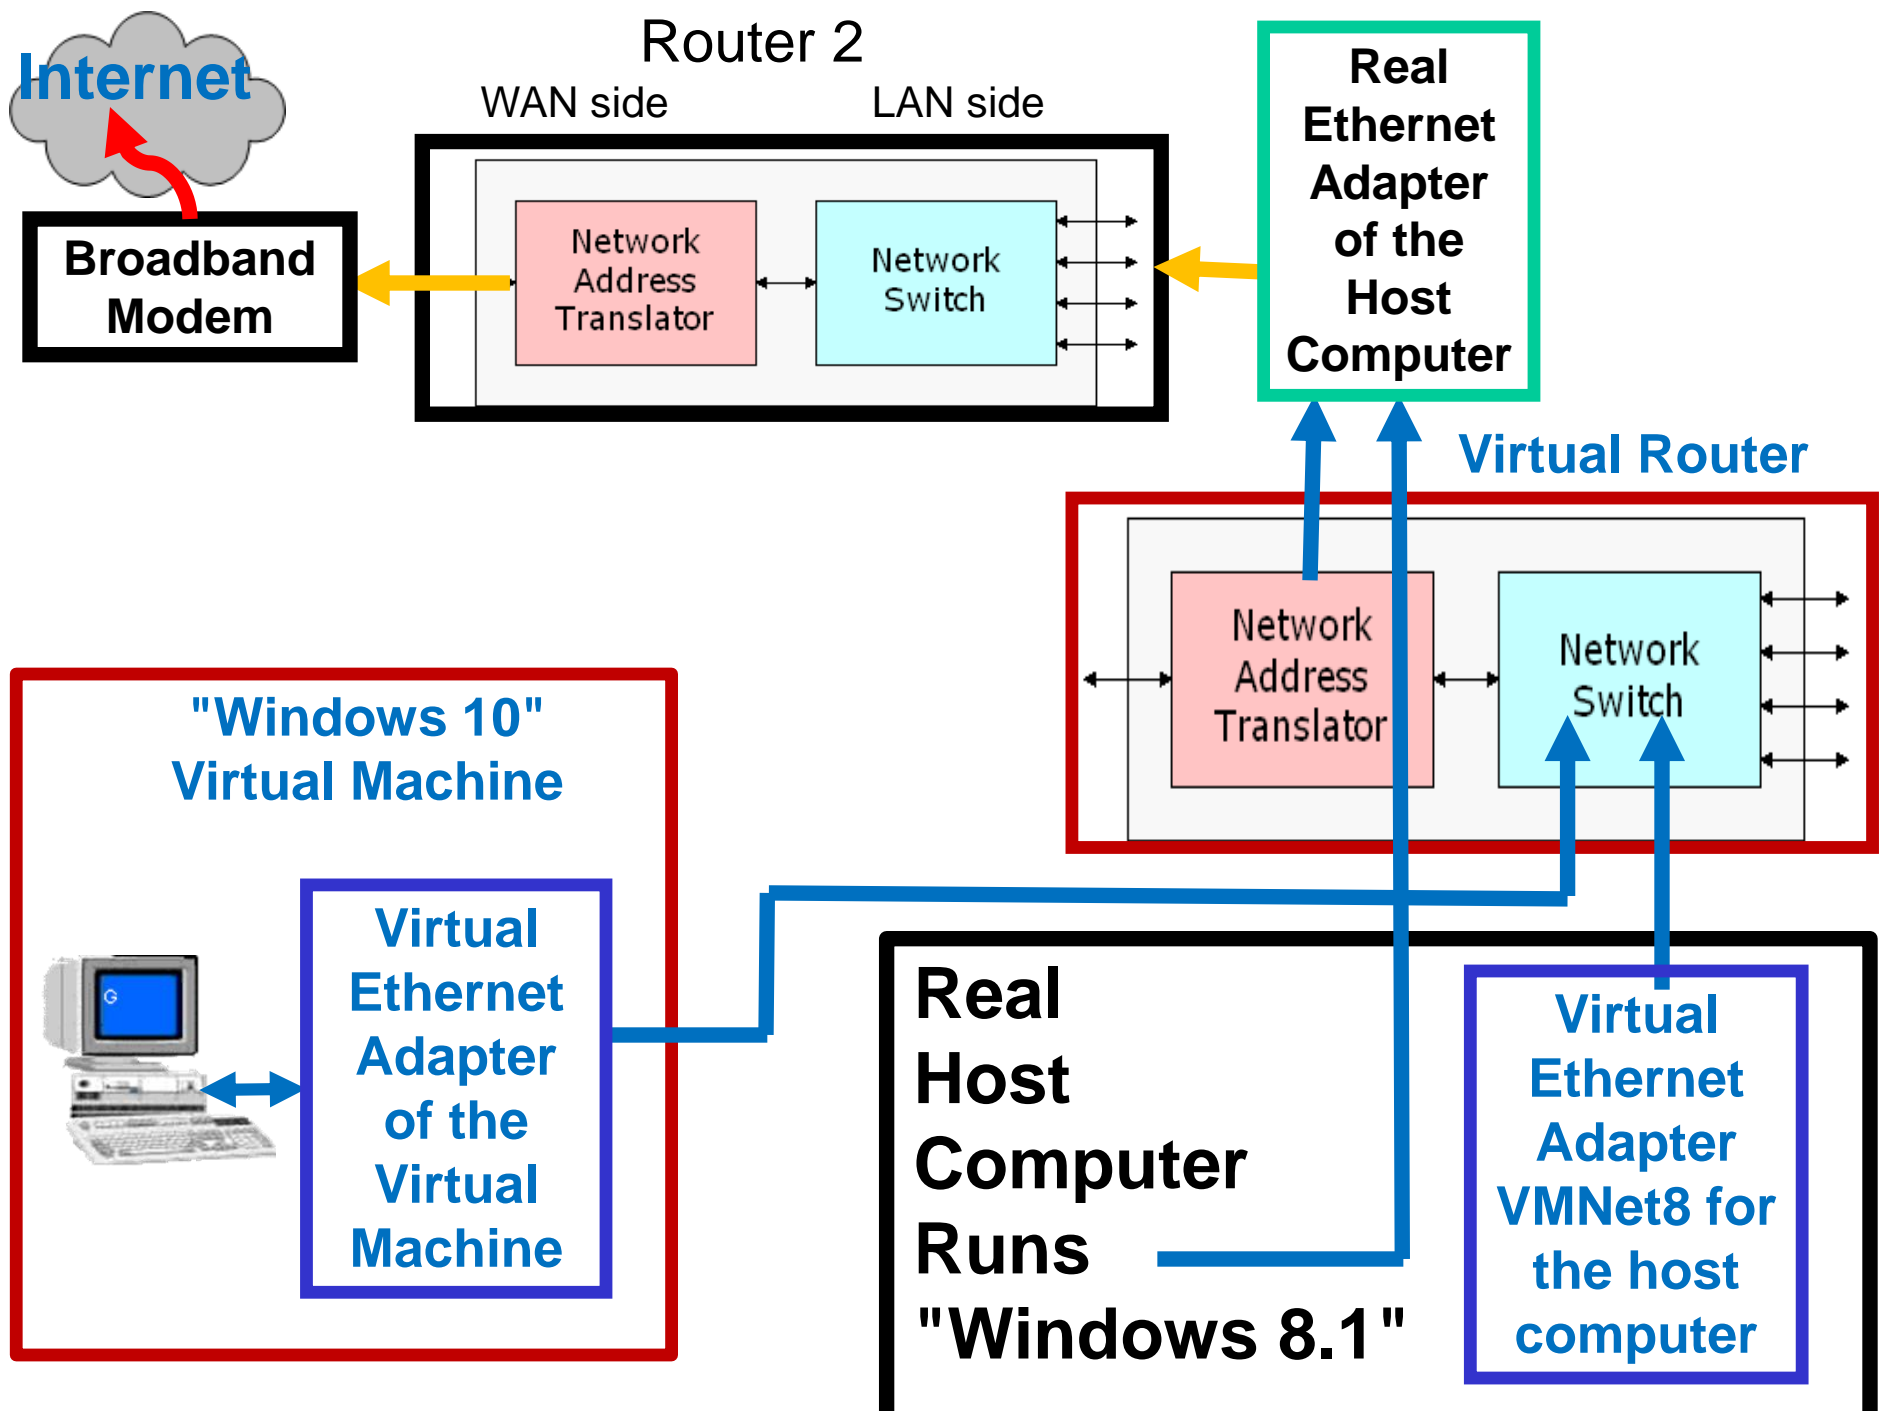 Internet
Router 2
WAN side
LAN side
Broadband
Modem
Network
Address
Translator
Network
Switch
Real
Ethernet
Adapter
of the
Host
Computer
Virtual Router
Network
Address
Translator
Network
Switch
"Windows 10"
Virtual Machine
G
Virtual
Ethernet
Adapter
of the
Virtual
Machine
Real
Host
Computer
Runs
"Windows 8.1"
Virtual
Ethernet
Adapter
VMNet8 for
the host
computer